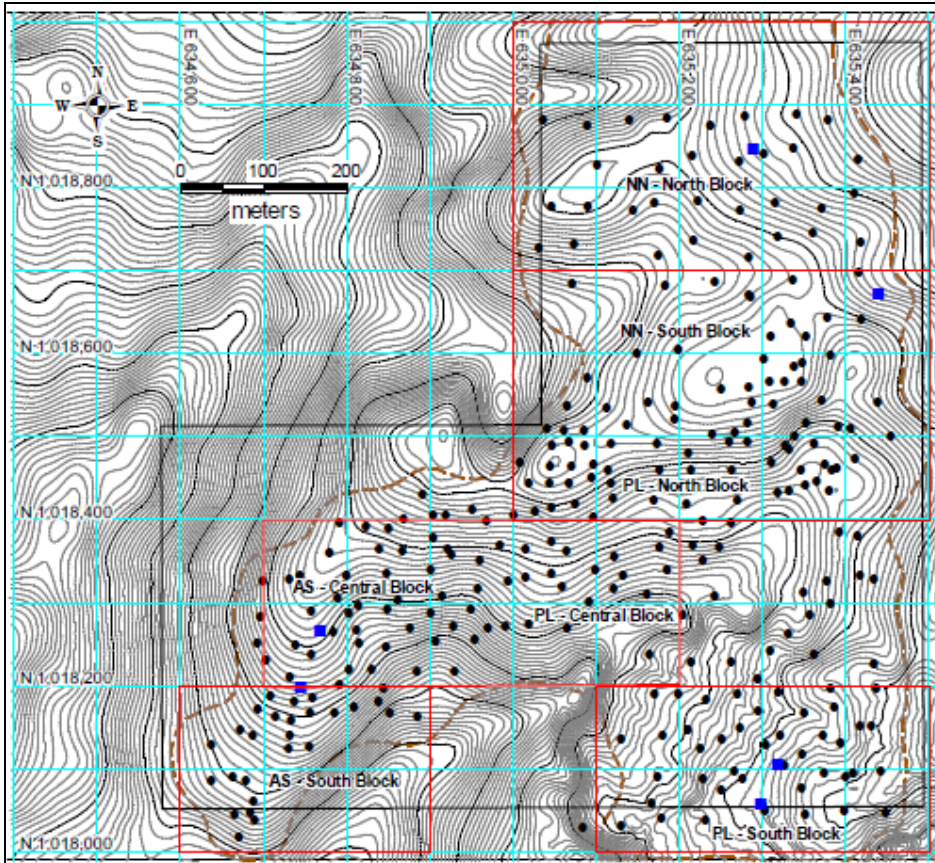 E 634,600
E 634,800
E 635,000
E 635,200
E 635,400
N
W E
S
0 100 200
meters
N 1,018,800
NN - North Block
N 1,018,600
NN - South Block
PL - North Block
N 1,018,400
AS - Central Block
PL - Central Block
N 1,018,200
AS - South Block
PL - South Block
N 1,018,000